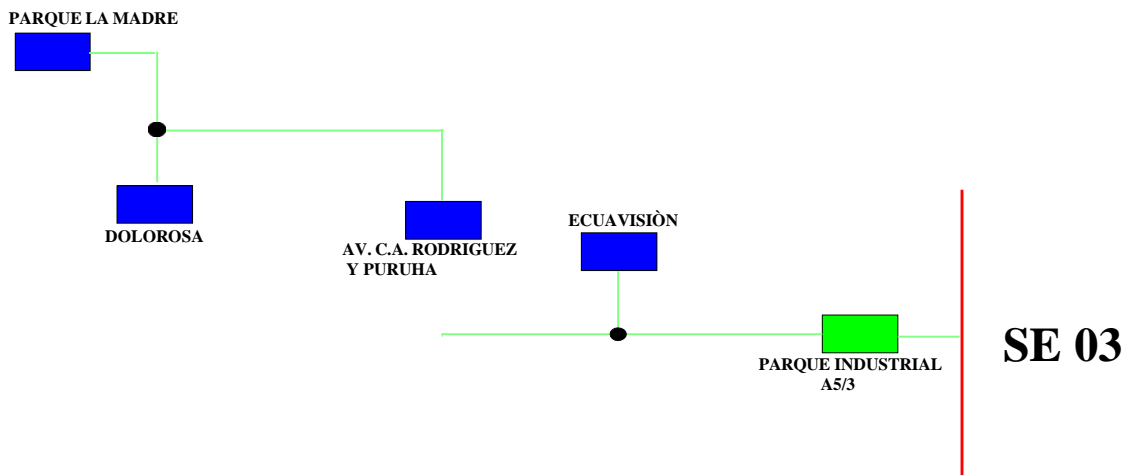 PARQUE LA MADRE
DOLOROSA
AV. C.A. RODRIGUEZ
Y PURUHA
ECUAVISIÒN
PARQUE INDUSTRIAL
A5/3
SE 03